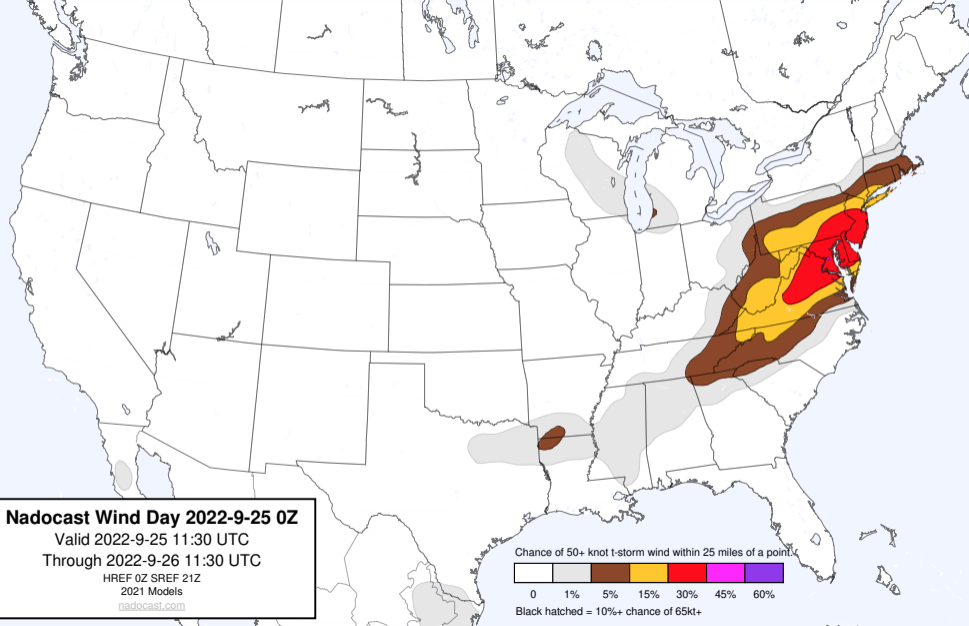 Nadocast Wind Day 2022-9-25 0Z
Valid 2022-9-25 11:30 UTC
Through 2022-9-26 11:30 UTC
HREF 0Z SREF 21Z
2021 Models
nadocast.com
Chance of 50+ knot t-storm wind within 25 miles of a point.
0 1% 5% 15% 30% 45% 60%
Black hatched = 10%+ chance of 65kt+